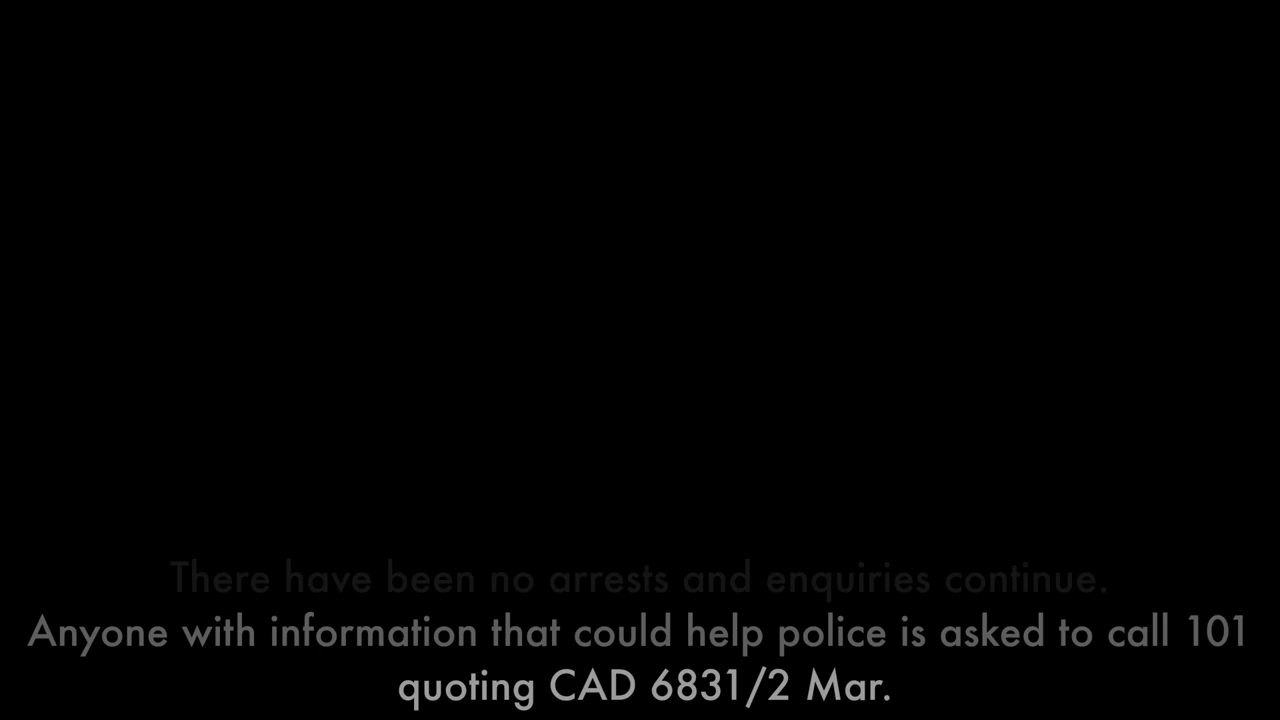 There have been no arrests and enquiries continue.
Anyone with information that could help police is asked to call 101
quoting CAD 6831/2 Mar.